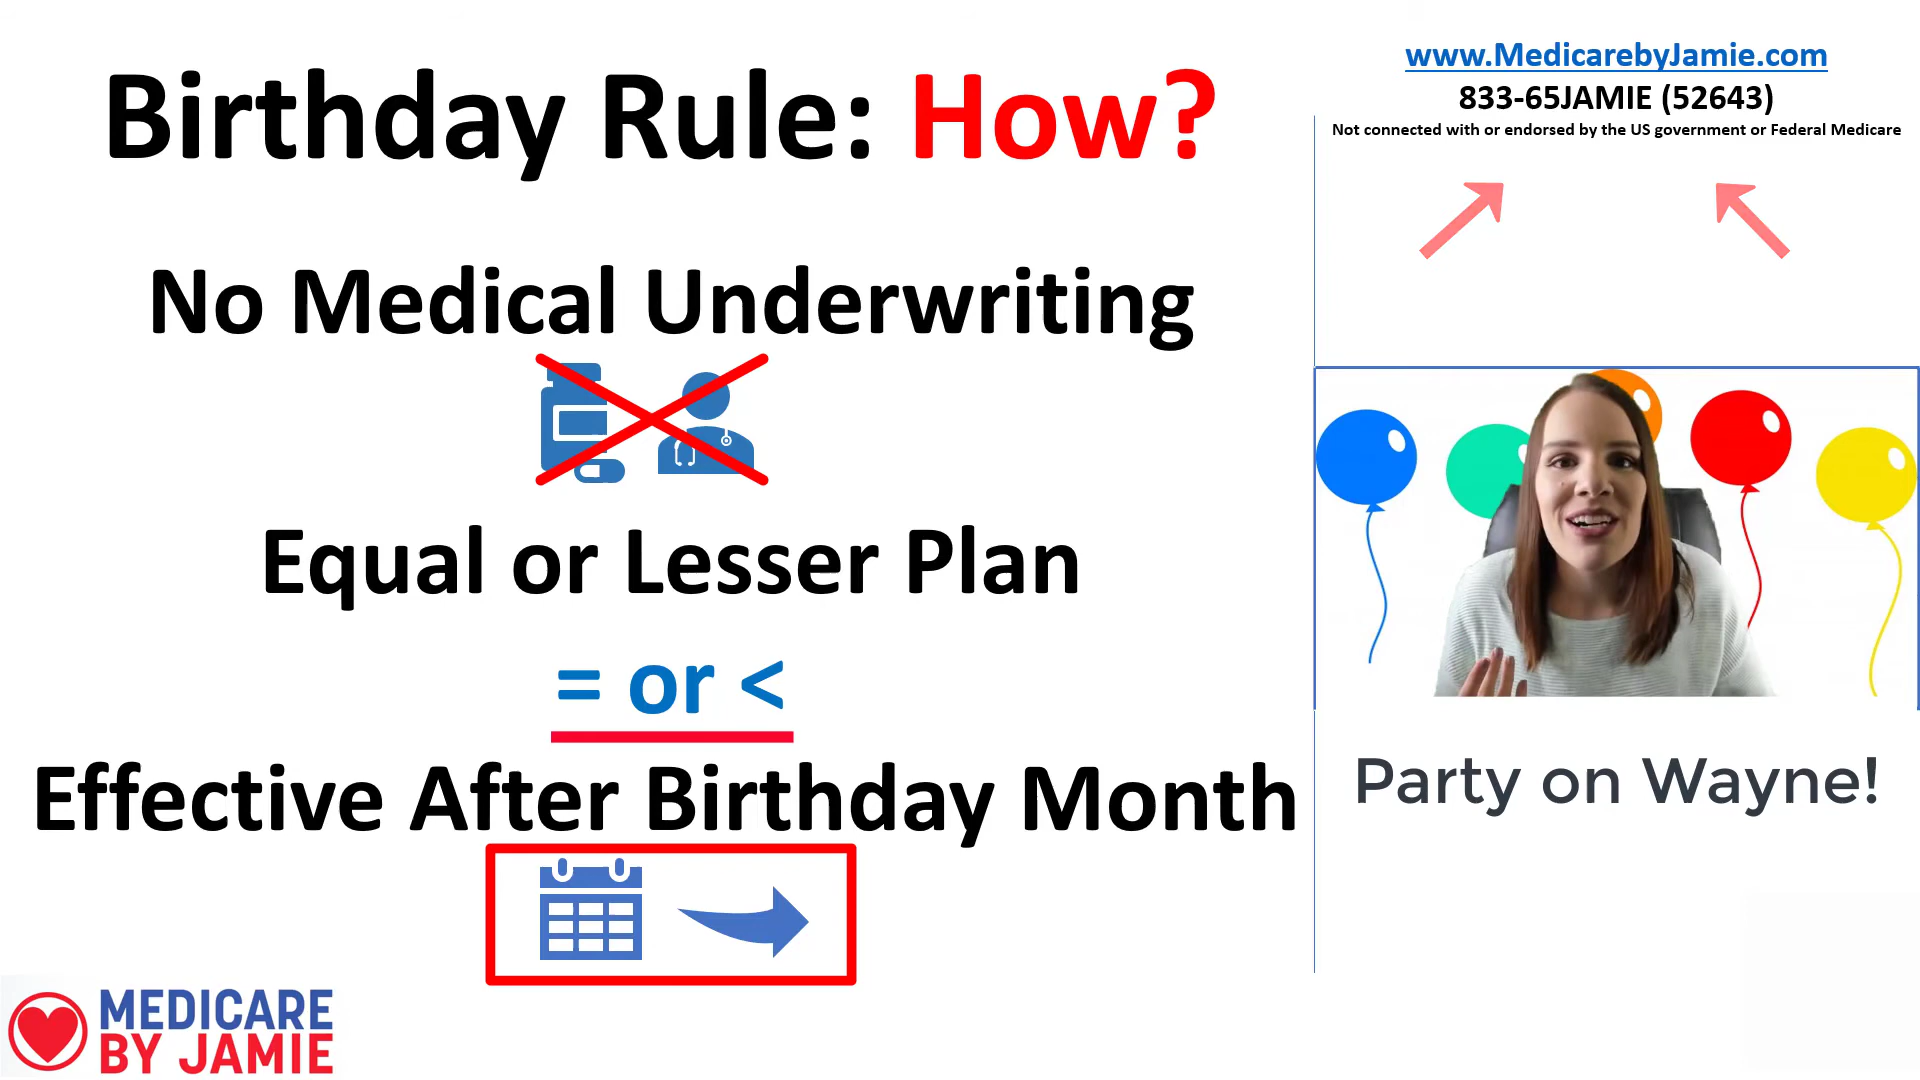 Birthday Rule: How?
No Medical Underwriting
Equal or Lesser Plan
= or <
Effective After Birthday Month
MEDICARE
BY JAMIE
www.MedicarebyJamie.com
833-65JAMIE (52643)
Not connected with or endorsed by the US government or Federal Medicare
Party on Wayne!